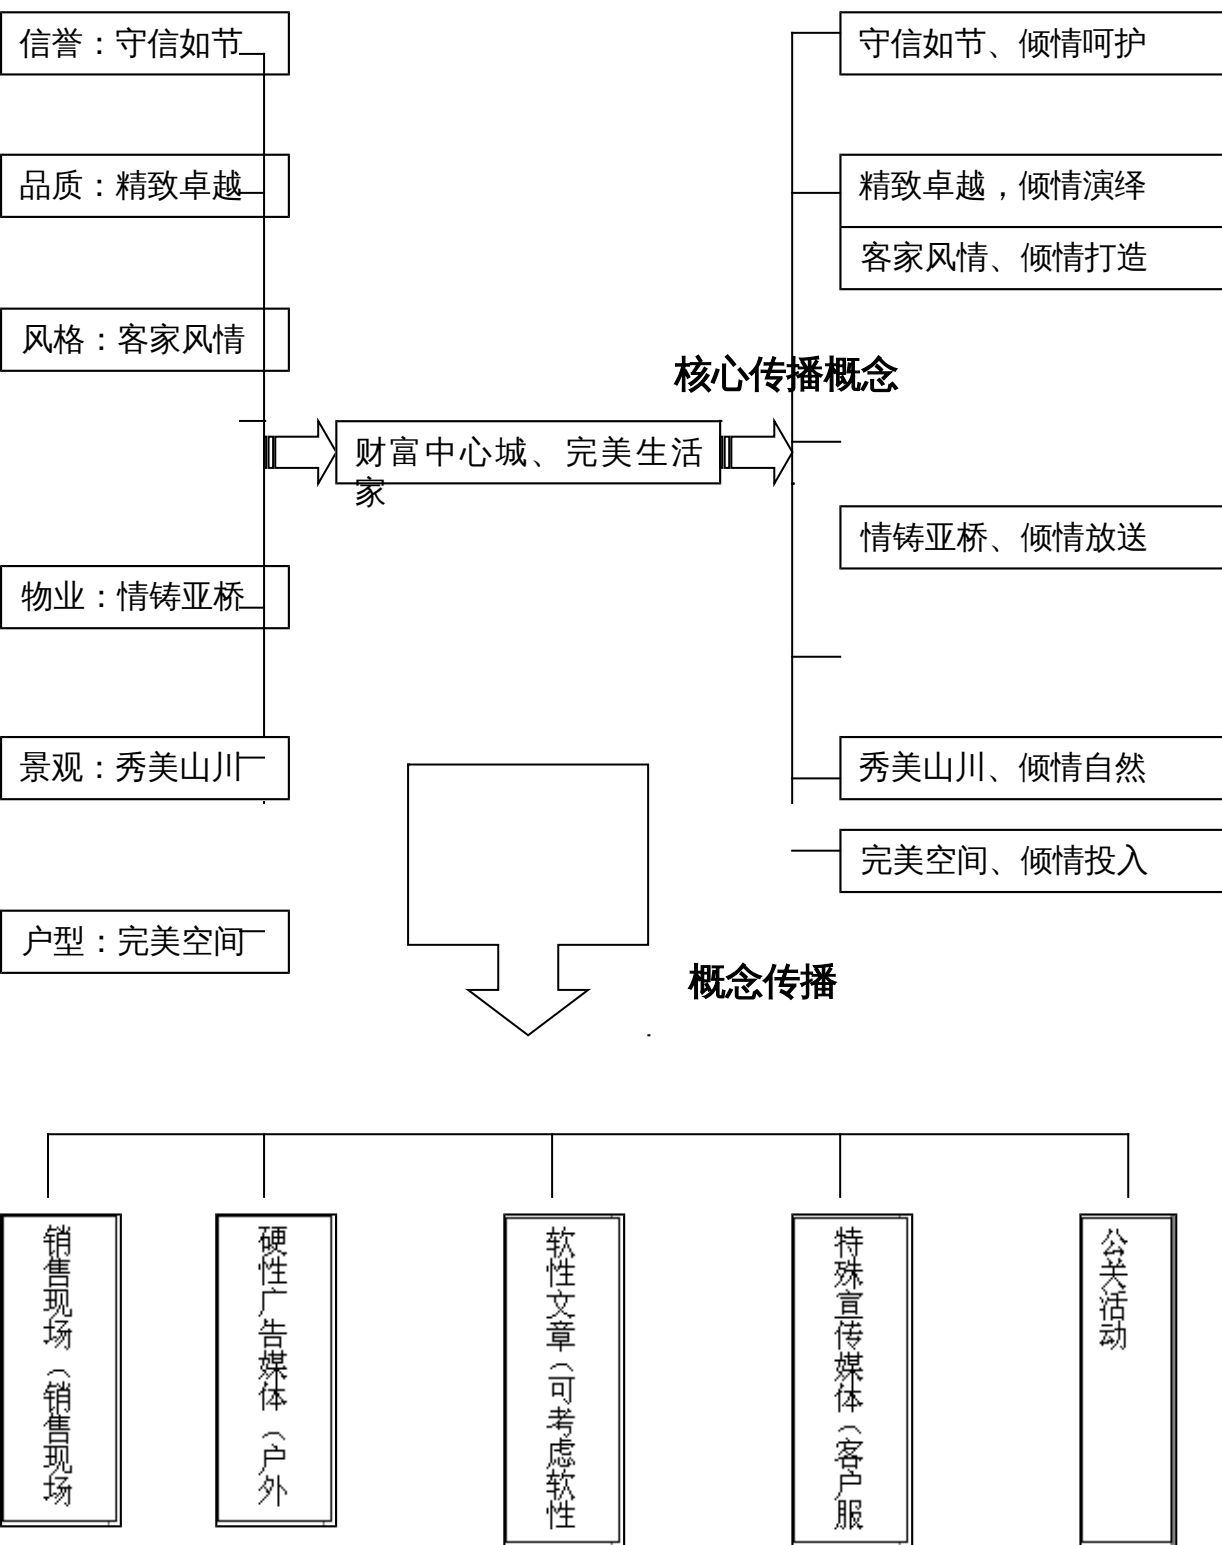 信誉：守信如节
守信如节、倾情呵护
品质：精致卓越
精致卓越，倾情演绎
客家风情、倾情打造
风格：客家风情
核心传播概念
财富中心城、完美生活
家
情铸亚桥、倾情放送
物业：情铸亚桥
景观：秀美山川
秀美山川、倾情自然
完美空间、倾情投入
户型：完美空间
概念传播
销售现场（销售现场
硬性广告媒体（户外
软性文章（可考虑软性
特殊宣传媒体（客户服
公关活动